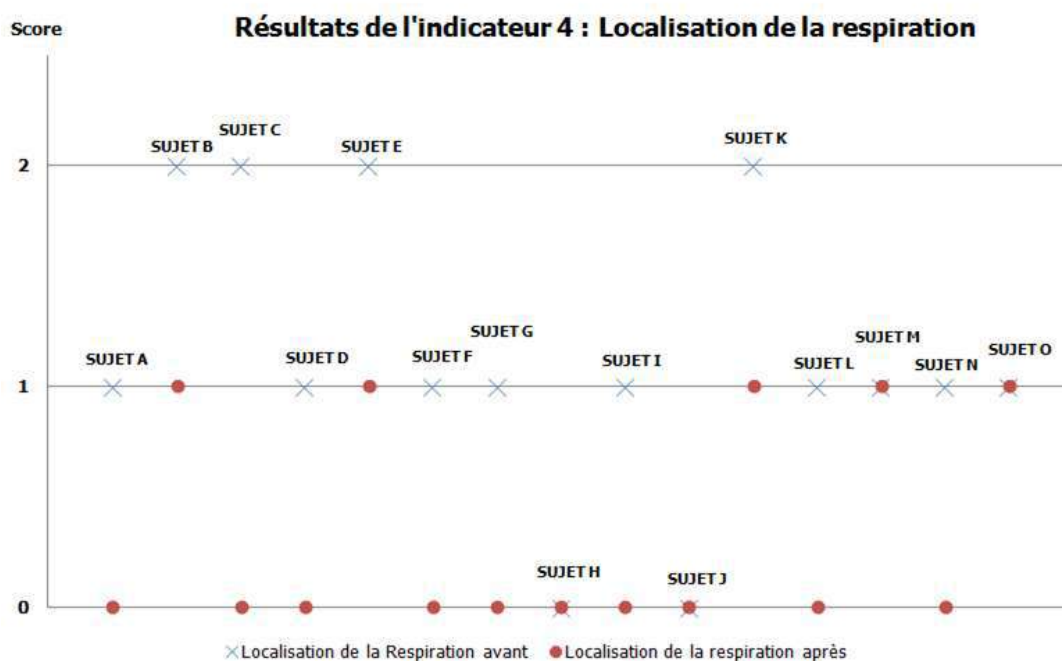 Score
Résultats de l'indicateur 4 : Localisation de la respiration
SUJET B
SUJET C
SUJET E
SUJET K
2
SUJET A
SUJET D
SUJET F
SUJET G
SUJET I
SUJET L
SUJET M
SUJET N
SUJET O
1
SUJET H
SUJET J
0
Localisation de la Respiration avant
Localisation de la respiration après